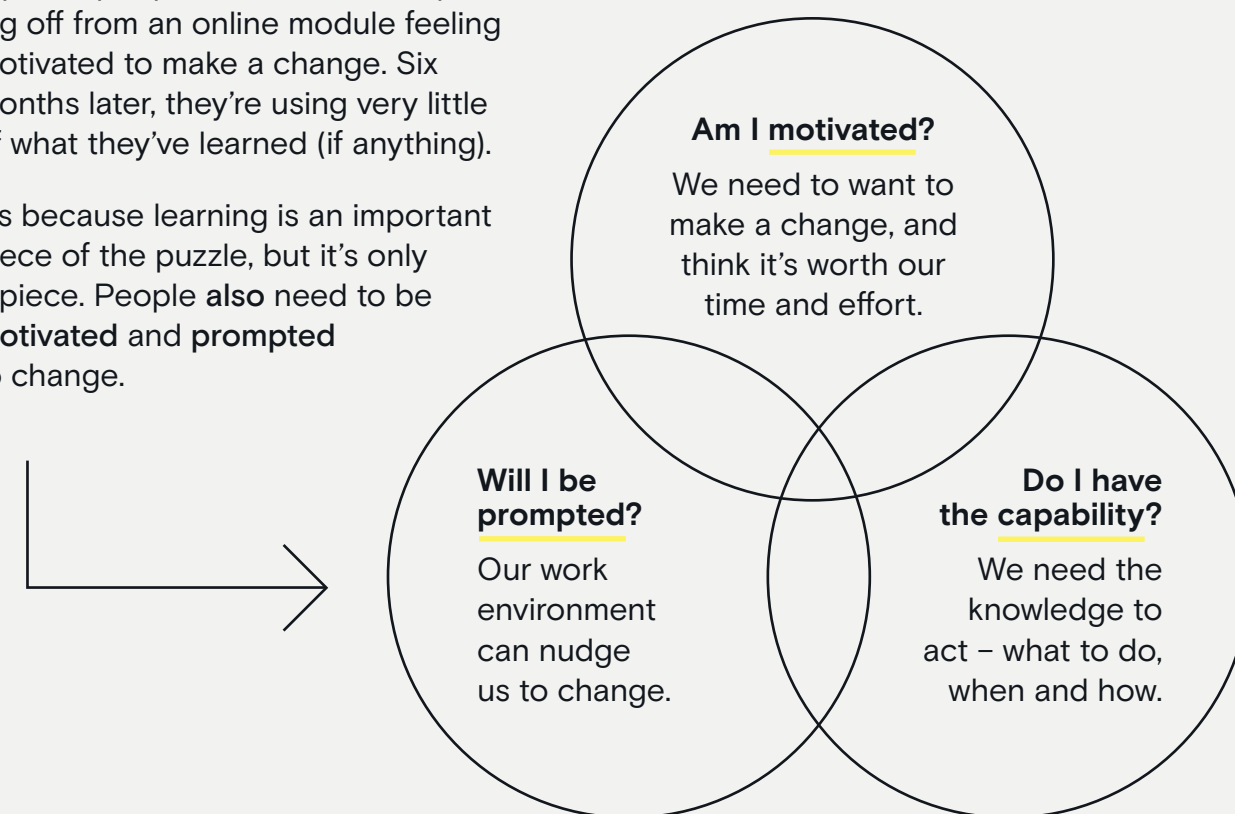 g off from an online module feeling
otivated to make a change. Six
onths later, they’re using very little
f what they’ve learned (if anything).
s because learning is an important
ece of the puzzle, but it’s only
piece. People also need to be
otivated and prompted
o change.
Am I motivated?
We need to want to
make a change, and
think it’s worth our
time and effort.
Will I be
prompted?
Our work
environment
can nudge
us to change.
Do I have
the capability?
We need the
knowledge to
act – what to do,
when and how.